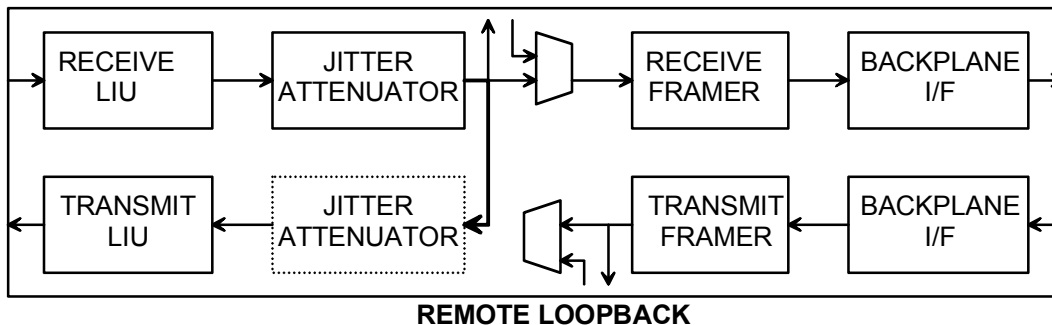 RECEIVE
LIU
JITTER
ATTENUATOR
RECEIVE
FRAMER
BACKPLANE
I/F
TRANSMIT
LIU
JITTER
ATTENUATOR
TRANSMIT
FRAMER
BACKPLANE
I/F
REMOTE LOOPBACK